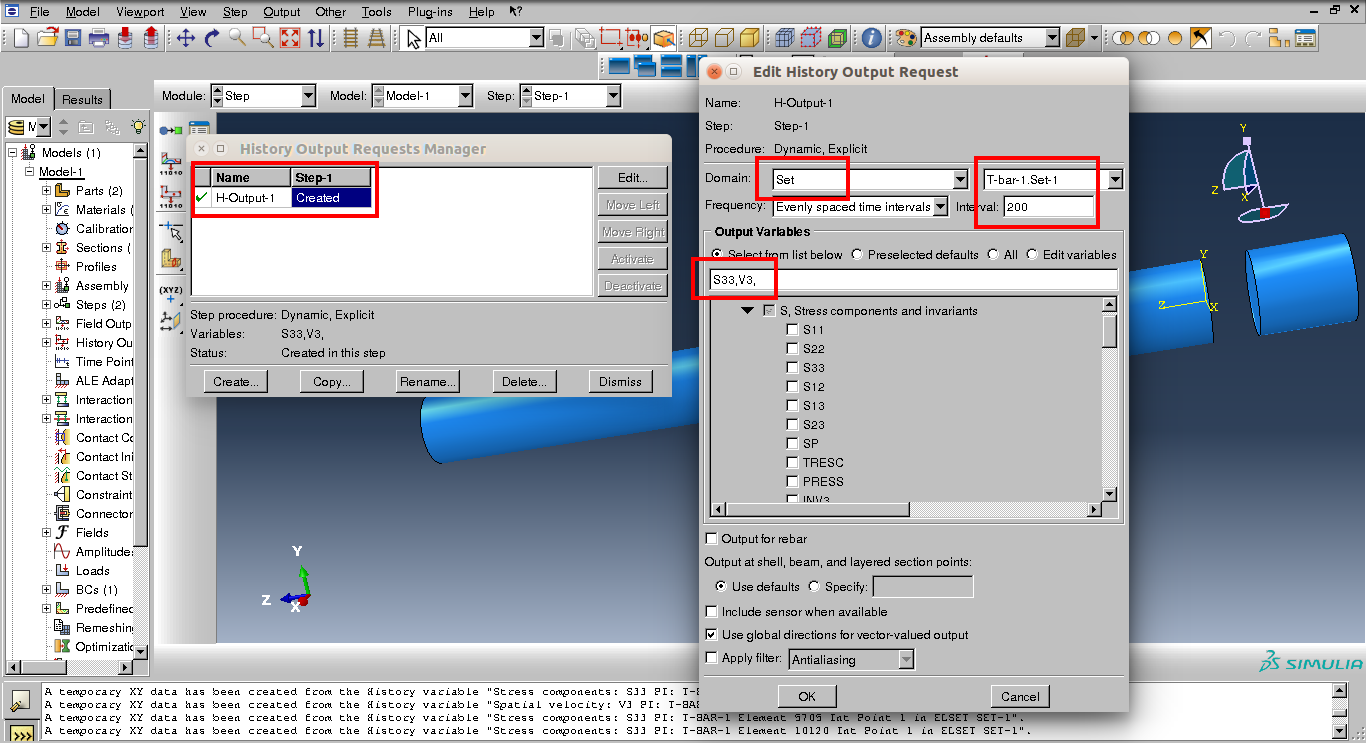 File Model Viewport View Step Output Other Tools Plug-ins Help
All
Assembly defaults
Model Results
Module: Step Model: Model-1 Step: Step-1
M
Models (1)
Model-1
Parts (2)
Materials (
Calibration
Sections (
Profiles
Assembly
Steps (2)
Field Outp
History Ou
Time Point
ALE Adapt
Interaction
Interaction
Contact Co
Contact Ini
Contact St
Constraint
Connector
Fields
Amplitudes
Loads
BCs (1)
Predefined
Remeshing
Optimizatio
(XYZ)
History Output Requests Manager
Name Step-1
H-Output-1 Created
Edit...
Move Left
Move Right
Activate
Deactivate
Step procedure: Dynamic, Explicit
Variables: S33,V3,
Status: Created in this step
Create... Copy... Rename... Delete... Dismiss
Edit History Output Request
Name: H-Output-1
Step: Step-1
Procedure: Dynamic, Explicit
Domain: Set T-bar-1.Set-1
Frequency: Evenly spaced time intervals Interval: 200
Output Variables
Select from list below Preselected defaults All Edit variables
S33,V3,
S, Stress components and invariants
S11
S22
S33
S12
S13
S23
SP
TRESC
PRESS
INV3
Output for rebar
Output at shell, beam, and layered section points:
Use defaults Specify:
Include sensor when available
Use global directions for vector-valued output
Apply filter: Antialiasing
OK Cancel
Y
Z
X
Y
Z
X
Y
Z
X
SIMULIA
A temporary XY data has been created from the History variable "Stress components: S33 PI: T-BA
A temporary XY data has been created from the History variable "Spatial velocity: V3 PI: T-BAR
A temporary XY data has been created from the History variable "Stress components: S33 PI: T-BAR-1 Element 9709 Int Point 1 in ELSET SET-1".
A temporary XY data has been created from the History variable "Stress components: S33 PI: T-BAR-1 Element 10120 Int Point 1 in ELSET SET-1".
>>>